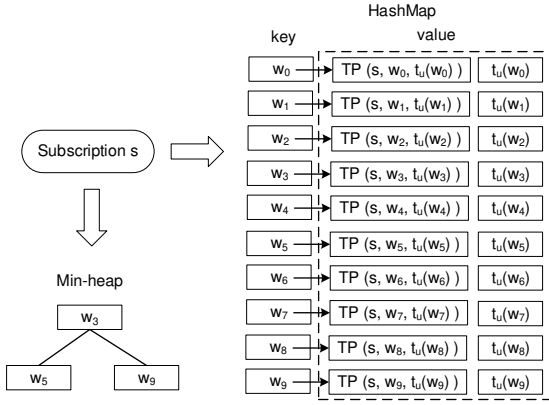 HashMap
key value
w₀ TP (s, w₀, tᵤ(w₀) ) tᵤ(w₀)
w₁ TP (s, w₁, tᵤ(w₁) ) tᵤ(w₁)
w₂ TP (s, w₂, tᵤ(w₂) ) tᵤ(w₂)
w₃ TP (s, w₃, tᵤ(w₃) ) tᵤ(w₃)
w₄ TP (s, w₄, tᵤ(w₄) ) tᵤ(w₄)
w₅ TP (s, w₅, tᵤ(w₅) ) tᵤ(w₅)
w₆ TP (s, w₆, tᵤ(w₆) ) tᵤ(w₆)
w₇ TP (s, w₇, tᵤ(w₇) ) tᵤ(w₇)
w₈ TP (s, w₈, tᵤ(w₈) ) tᵤ(w₈)
w₉ TP (s, w₉, tᵤ(w₉) ) tᵤ(w₉)
Subscription s
Min-heap
w₃
w₅ w₉